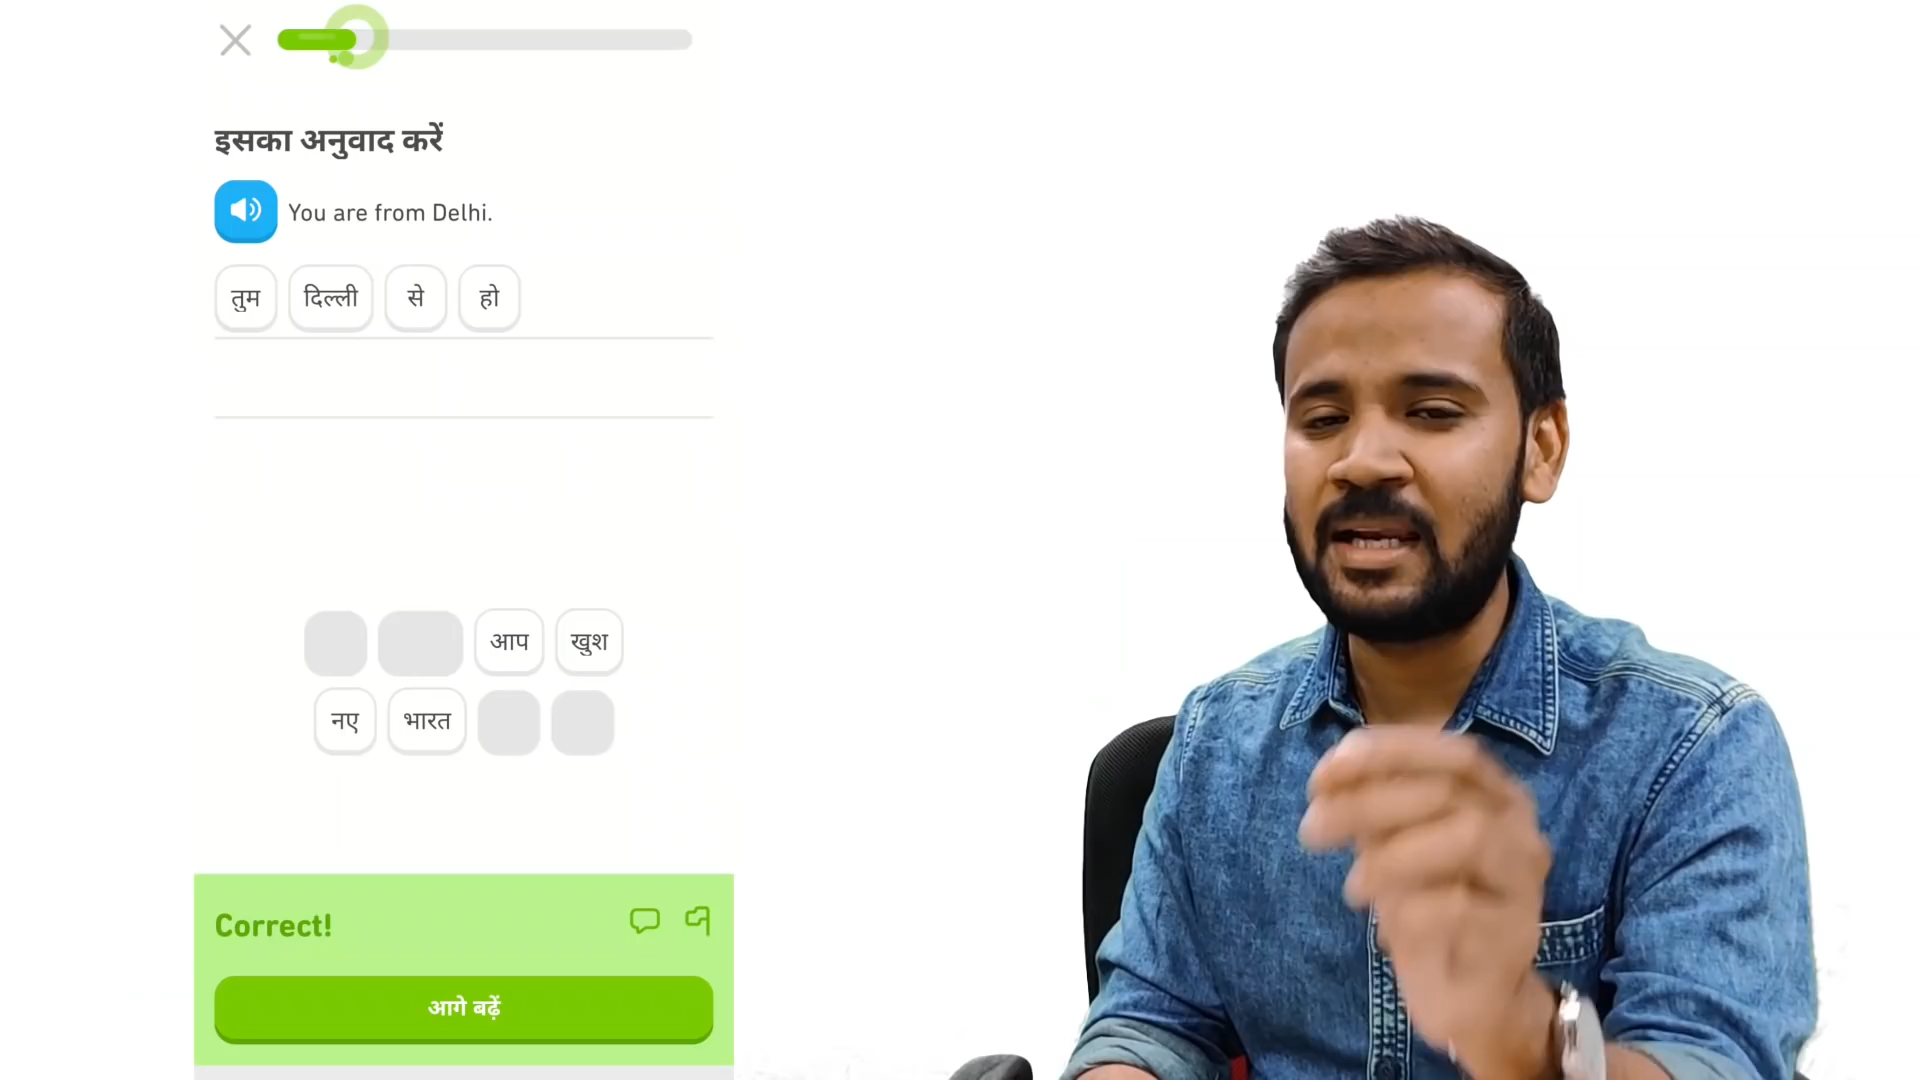 इसका अनुवाद करें
You are from Delhi.
तुम दिल्ली से हो
आप खुश
नए भारत
Correct!
आगे बढ़ें